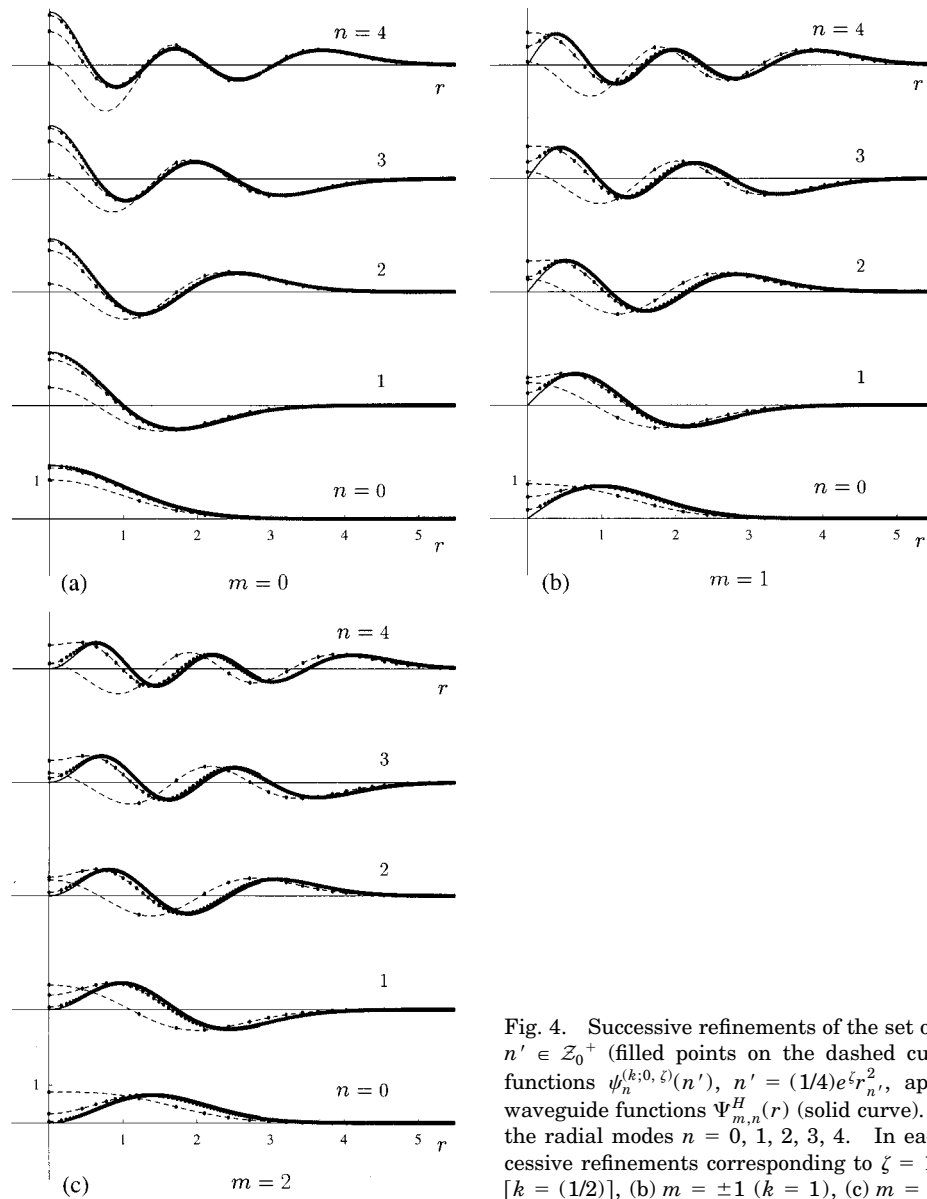 n = 4
r
3
2
1
1
n = 0
1 2 3 4 5 r
(a) m = 0
n = 4
r
3
2
1
1
n = 0
1 2 3 4 5 r
(b) m = 1
n = 4
r
3
2
1
1
n = 0
1 2 3 4 5 r
(c) m = 2
Fig. 4. Successive refinements of the set o
n′ ∈ 𝒵₀⁺ (filled points on the dashed cu
functions ψₙ^(k;0, ζ)(n′), n′ = (1/4)e^ζ r²ₙ′, ap
waveguide functions Ψ^H_m,n(r) (solid curve).
the radial modes n = 0, 1, 2, 3, 4. In ea
cessive refinements corresponding to ζ = 1
[k = (1/2)], (b) m = ±1 (k = 1), (c) m =